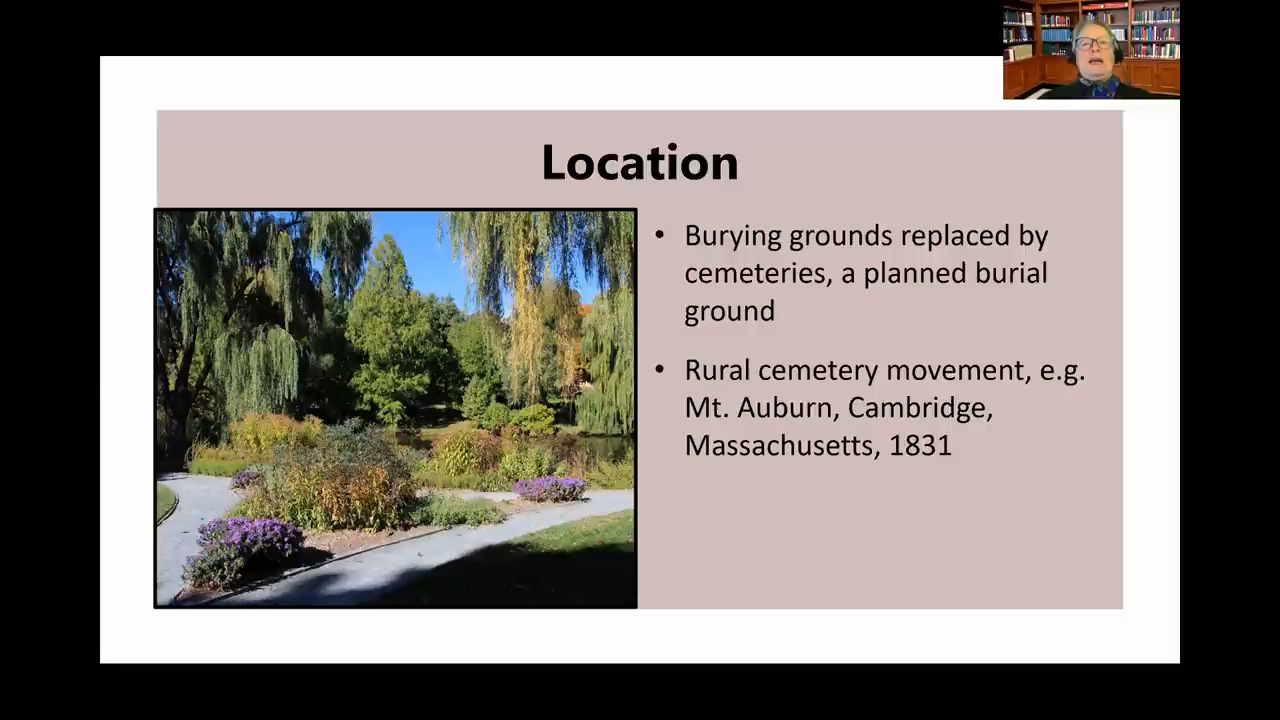 Location
• Burying grounds replaced by
cemeteries, a planned burial
ground
• Rural cemetery movement, e.g.
Mt. Auburn, Cambridge,
Massachusetts, 1831